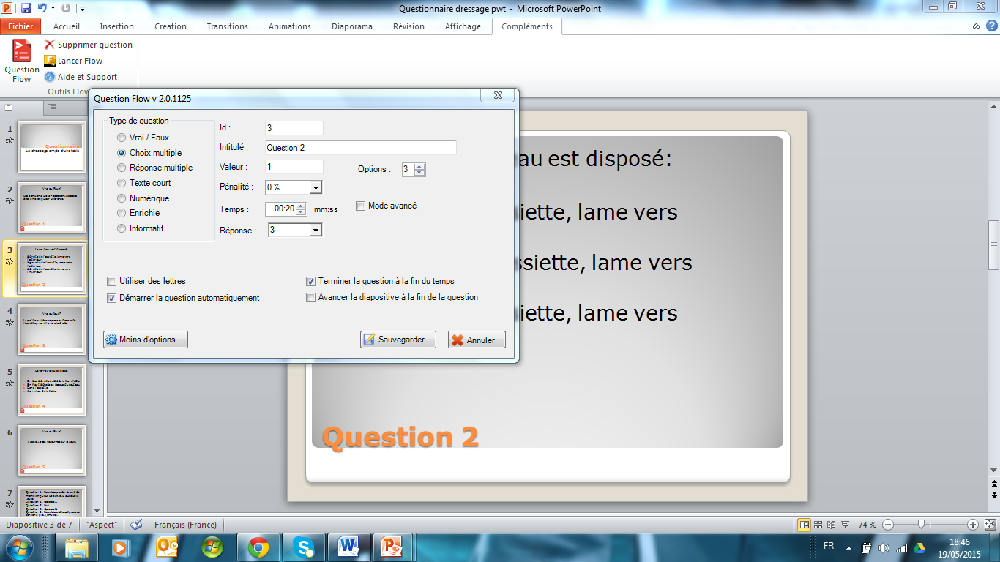 Questionnaire dressage pwt - Microsoft PowerPoint
Fichier Accueil Insertion Création Transitions Animations Diaporama Révision Affichage Compléments
Question Flow
Supprimer question
Lancer Flow
Aide et Support
Outils Flow
Question Flow v 2.0.1125
Type de question
Vrai / Faux
Choix multiple
Réponse multiple
Texte court
Numérique
Enrichie
Informatif
Id : 3
Intitulé : Question 2
Valeur : 1
Options : 3
Pénalité : 0 %
Temps : 00:20 mm:ss
Mode avancé
Réponse : 3
Utiliser des lettres
Terminer la question à la fin du temps
Démarrer la question automatiquement
Avancer la diapositive à la fin de la question
Moins d'options
Sauvegarder
Annuler
au est disposé:
iette, lame vers
ssiette, lame vers
iette, lame vers
Question 2
1
Questionnaire
Le dressage simple d'une table
2
Vrai ou Faux?
Question 1
3
Le couteau est disposé:
Question 2
4
Vrai ou faux?
Question 3
5
Question 4
6
Vrai ou Faux?
Question 5
7
Diapositive 3 de 7
"Aspect"
Français (France)
74 %
FR
18:46
19/05/2015